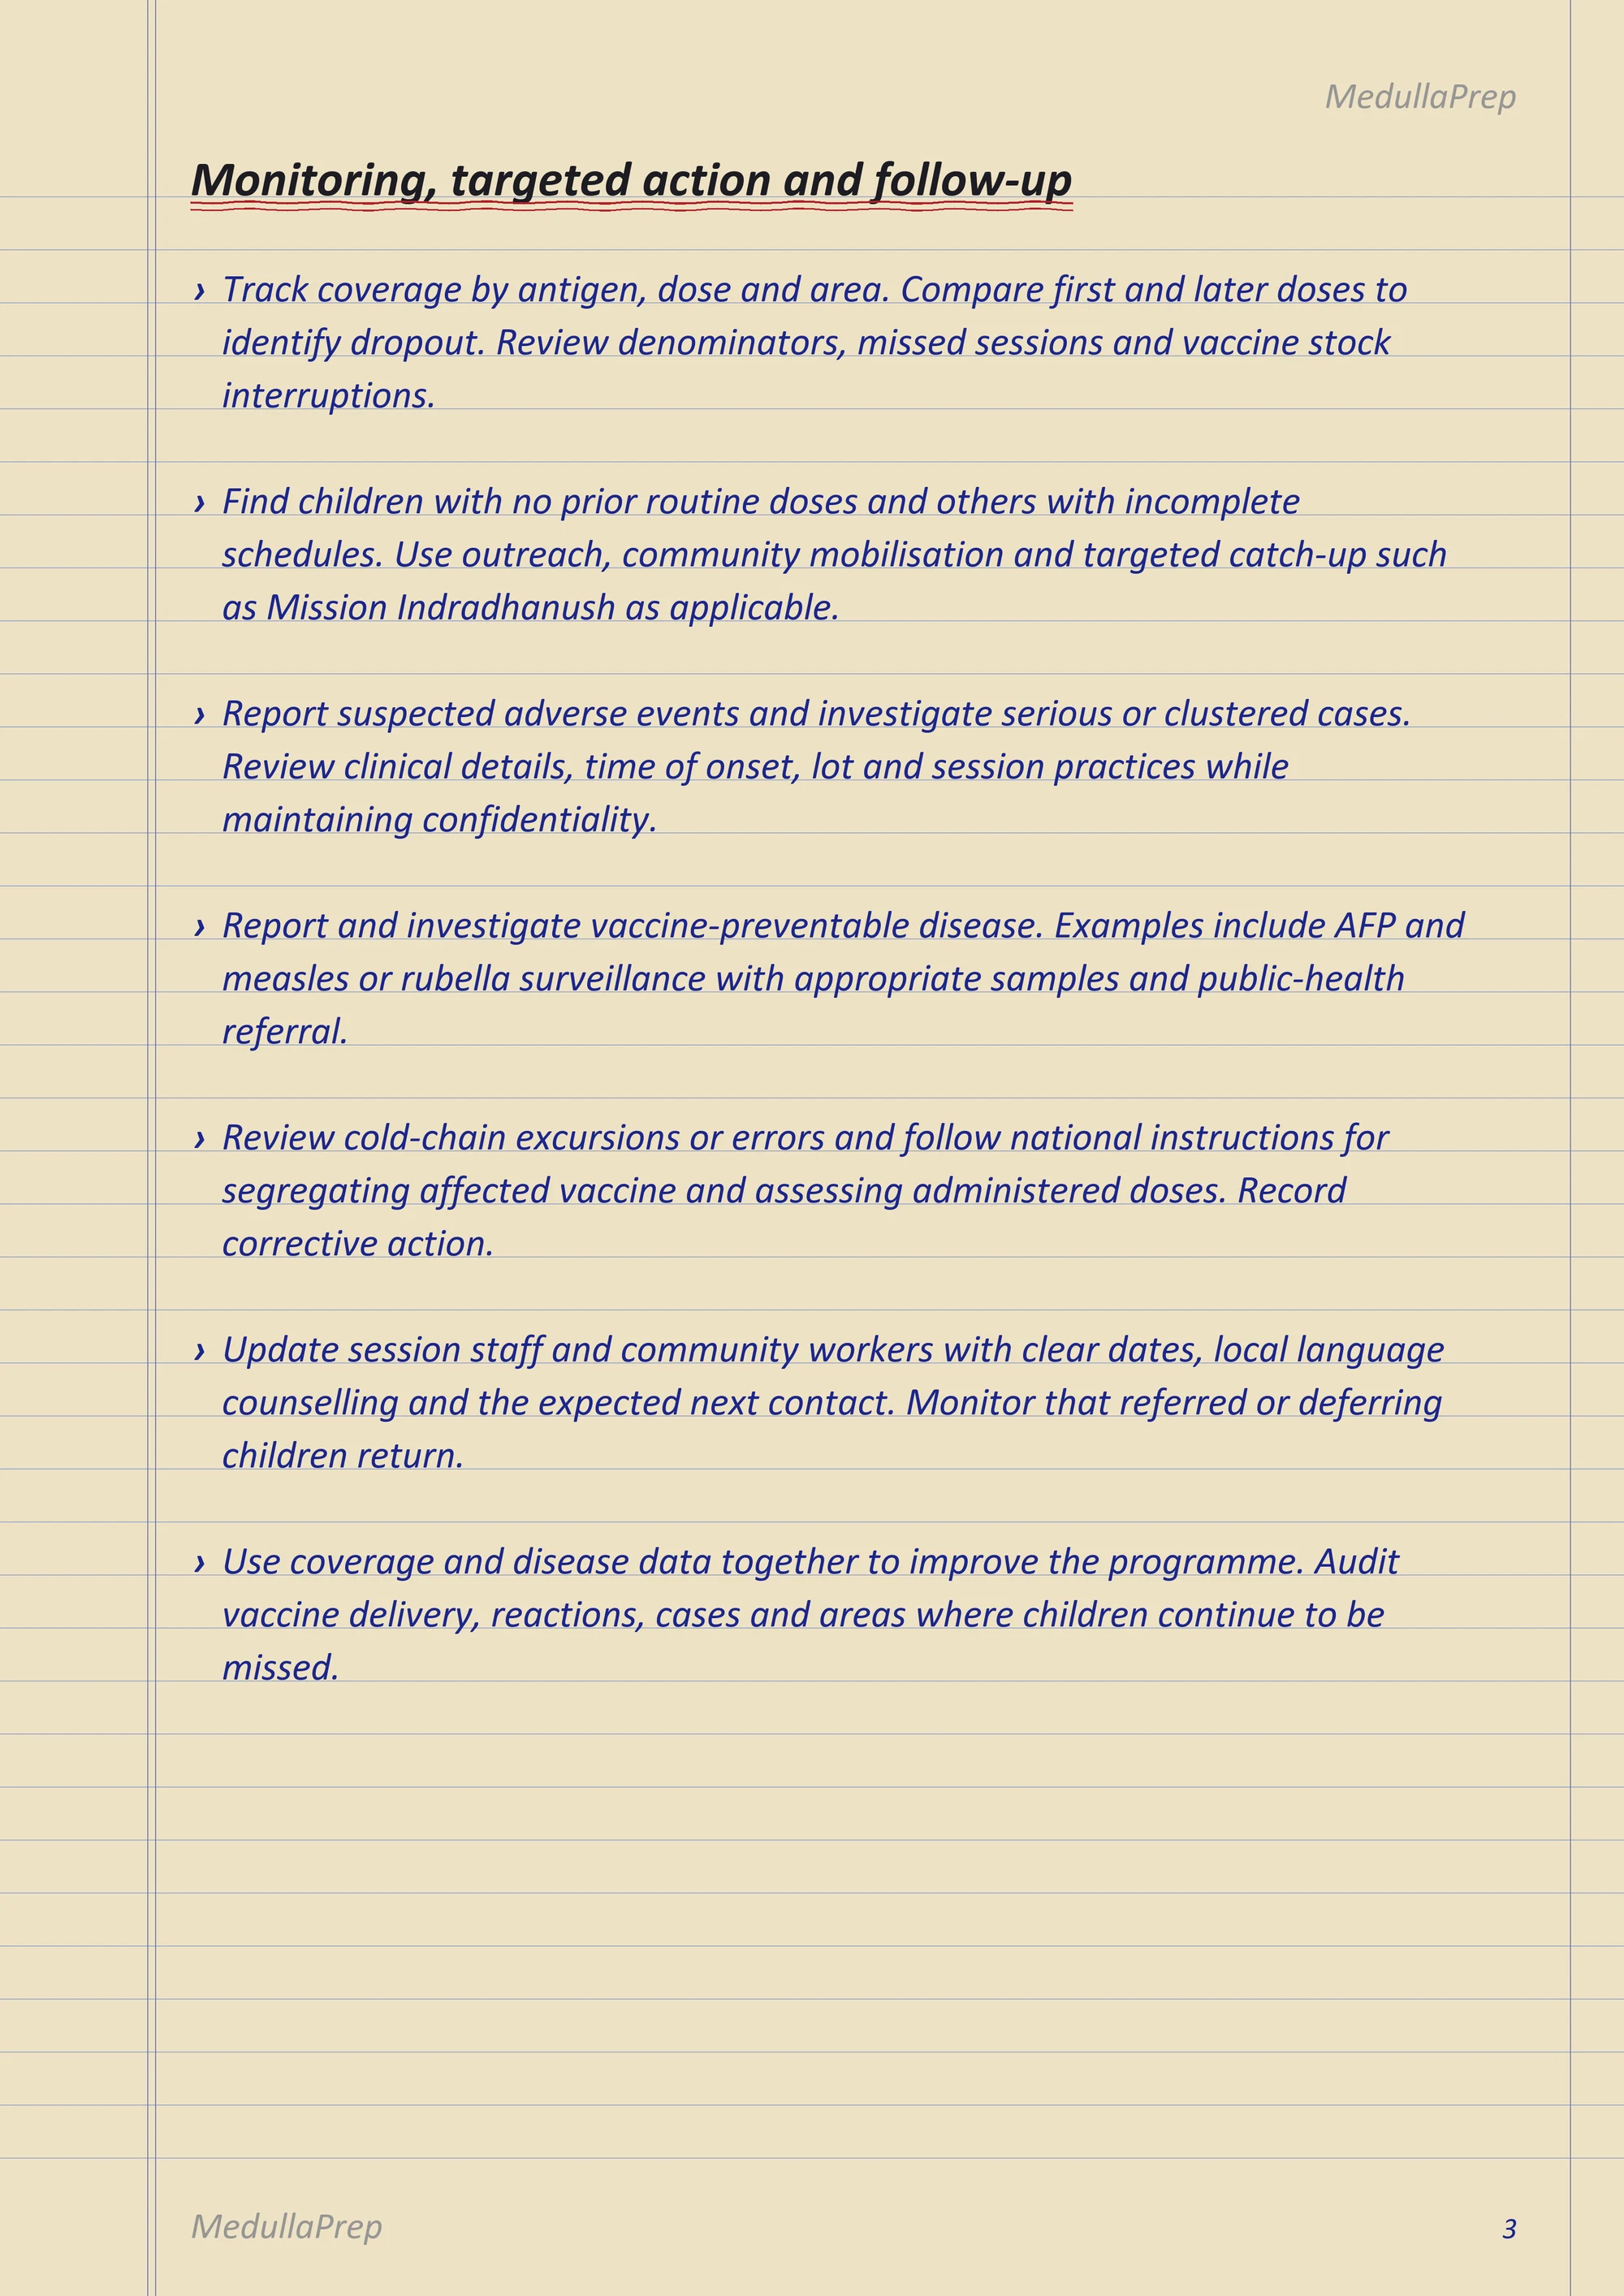 MedullaPrep
Monitoring, targeted action and follow-up
› Track coverage by antigen, dose and area. Compare first and later doses to
identify dropout. Review denominators, missed sessions and vaccine stock
interruptions.
› Find children with no prior routine doses and others with incomplete
schedules. Use outreach, community mobilisation and targeted catch-up such
as Mission Indradhanush as applicable.
› Report suspected adverse events and investigate serious or clustered cases.
Review clinical details, time of onset, lot and session practices while
maintaining confidentiality.
› Report and investigate vaccine-preventable disease. Examples include AFP and
measles or rubella surveillance with appropriate samples and public-health
referral.
› Review cold-chain excursions or errors and follow national instructions for
segregating affected vaccine and assessing administered doses. Record
corrective action.
› Update session staff and community workers with clear dates, local language
counselling and the expected next contact. Monitor that referred or deferring
children return.
› Use coverage and disease data together to improve the programme. Audit
vaccine delivery, reactions, cases and areas where children continue to be
missed.
MedullaPrep
3